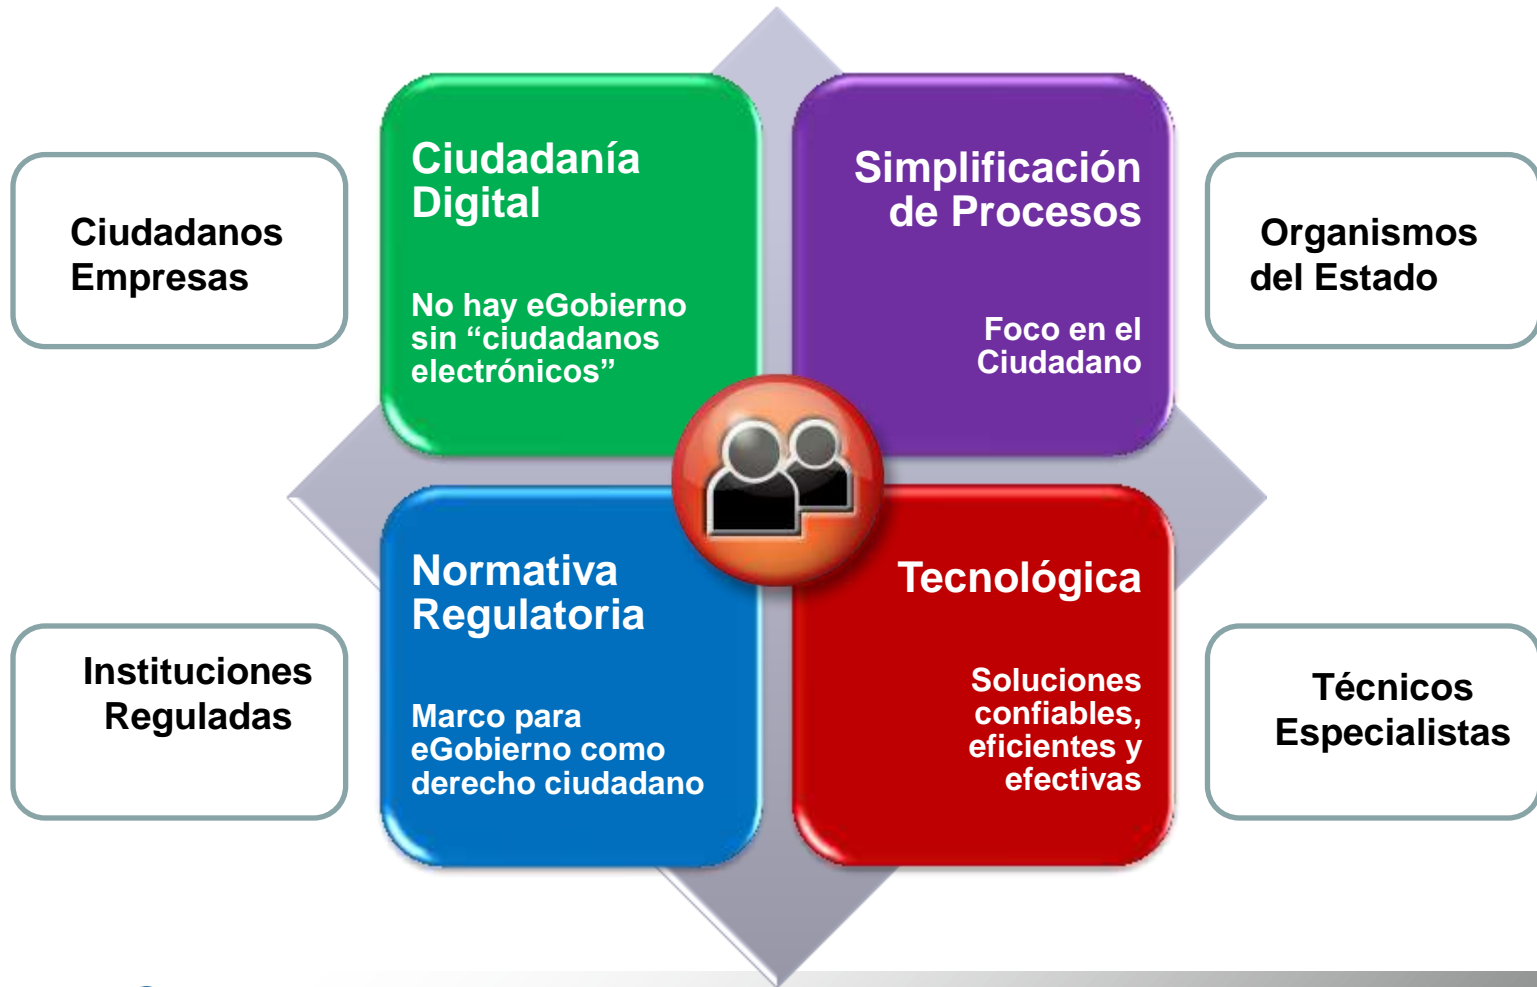 Ciudadanos
Empresas
Ciudadanía
Digital
No hay eGobierno
sin “ciudadanos
electrónicos”
Simplificación
de Procesos
Foco en el
Ciudadano
Organismos
del Estado
Instituciones
Reguladas
Normativa
Regulatoria
Marco para
eGobierno como
derecho ciudadano
Tecnológica
Soluciones
confiables,
eficientes y
efectivas
Técnicos
Especialistas